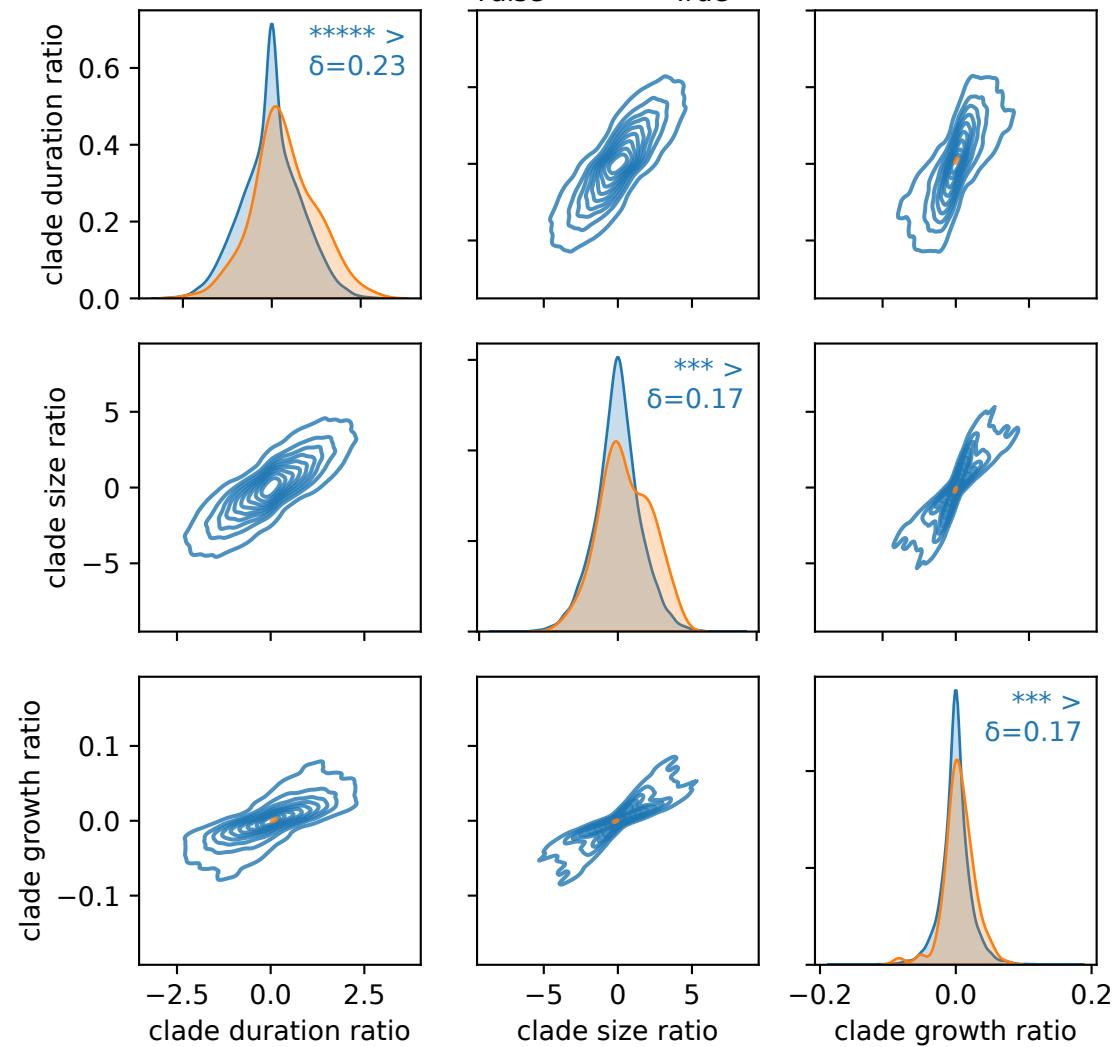 ***** >
δ=0.23
clade duration ratio
0.6
0.4
0.2
0.0
*** >
δ=0.17
clade size ratio
5
0
−5
*** >
δ=0.17
clade growth ratio
0.1
0.0
−0.1
−2.5 0.0 2.5
−5 0 5
−0.2 0.0 0.2
clade duration ratio
clade size ratio
clade growth ratio